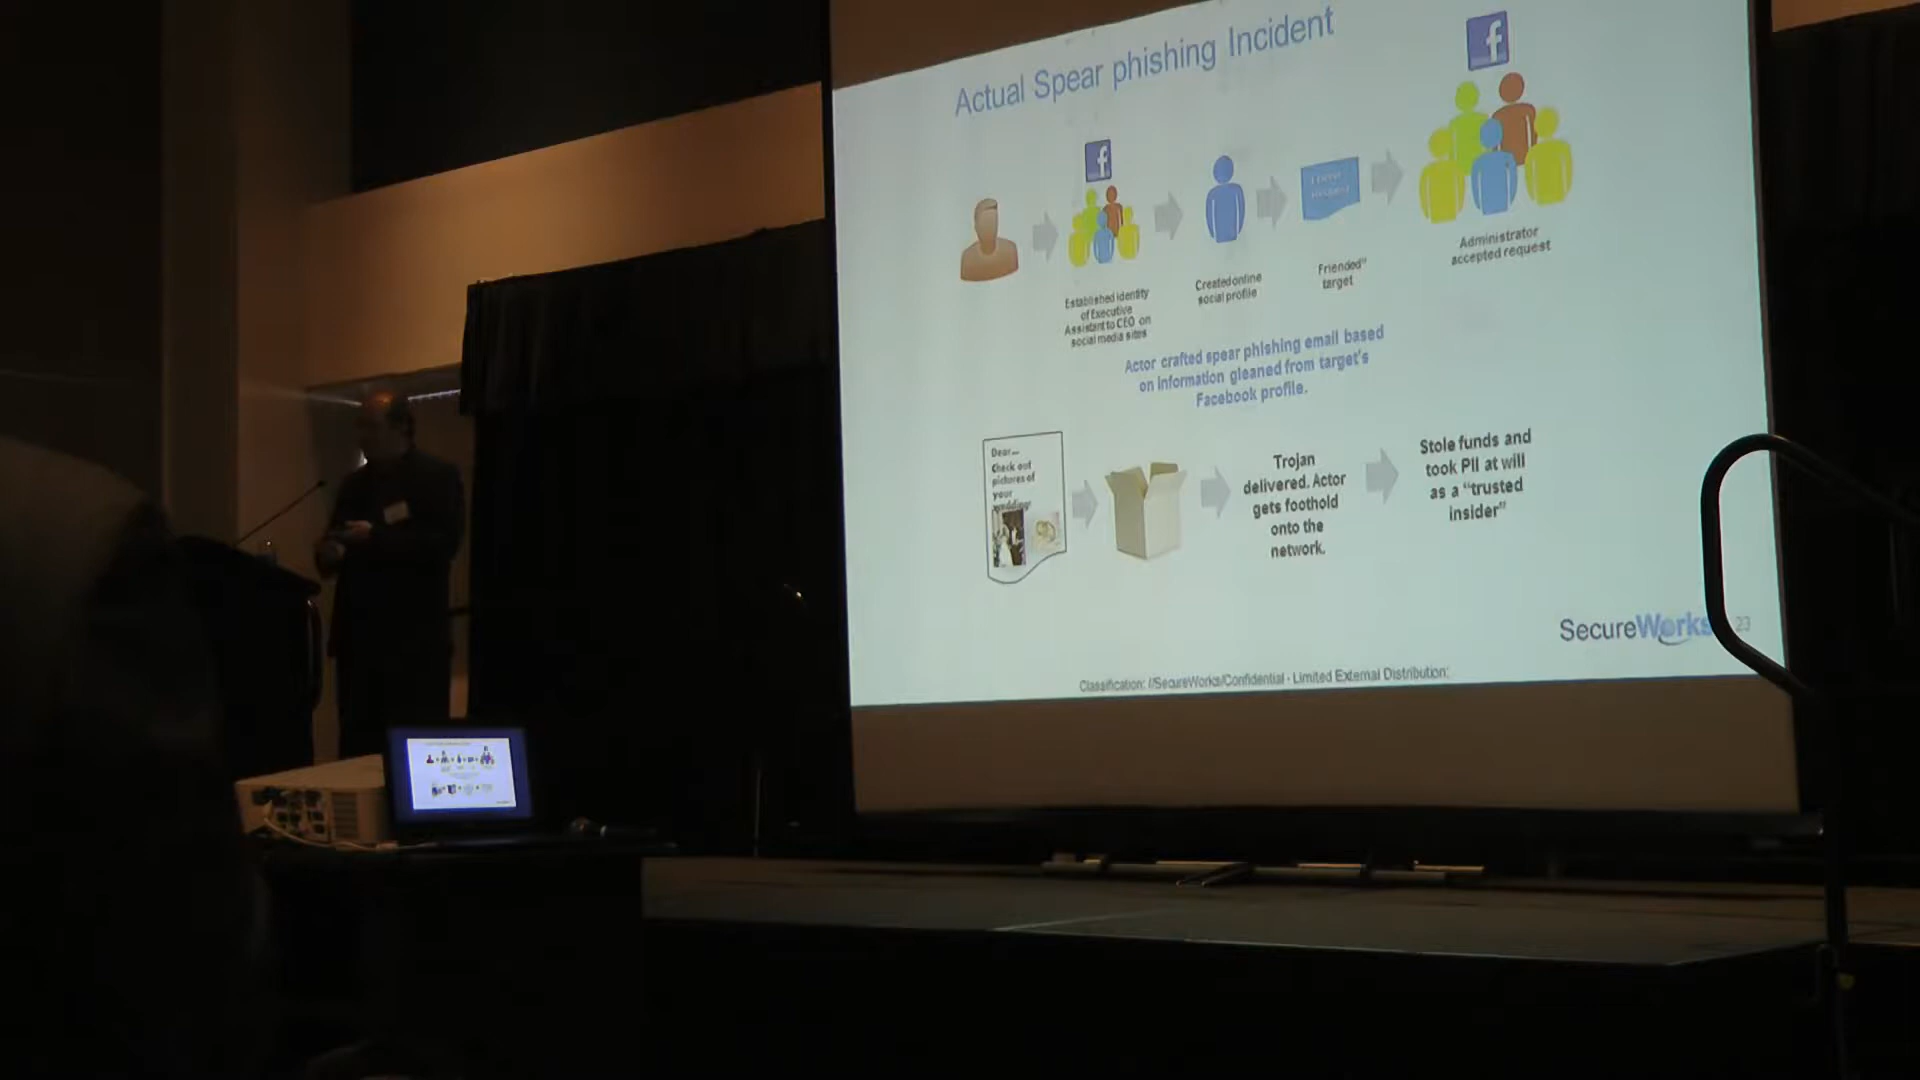 Actual Spear phishing Incident
f
f
Established identity
of Executive
Assistant to CEO on
social media sites
Created online
social profile
Friended"
target
Administrator
accepted request
Actor crafted spear phishing email based
on information gleaned from target's
Facebook profile.
Dear...
Check out
pictures of
your
wedding
Trojan
delivered. Actor
gets foothold
onto the
network.
Stole funds and
took PII at will
as a "trusted
insider"
SecureWorks
23
Classification: //SecureWorks/Confidential - Limited External Distribution: